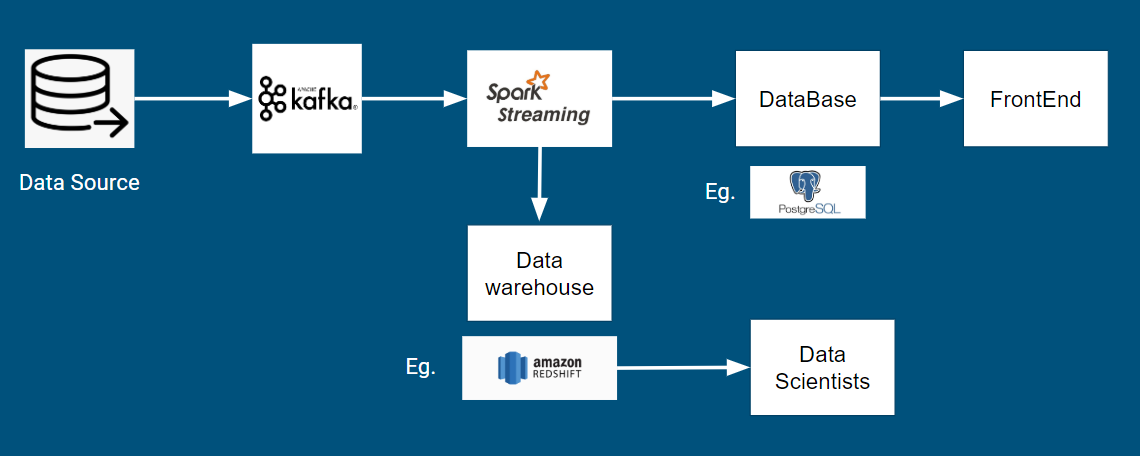 Data Source
APACHE
kafka®
Spark
Streaming
DataBase
FrontEnd
Eg.
PostgreSQL
Data
warehouse
Eg.
amazon
REDSHIFT
Data
Scientists